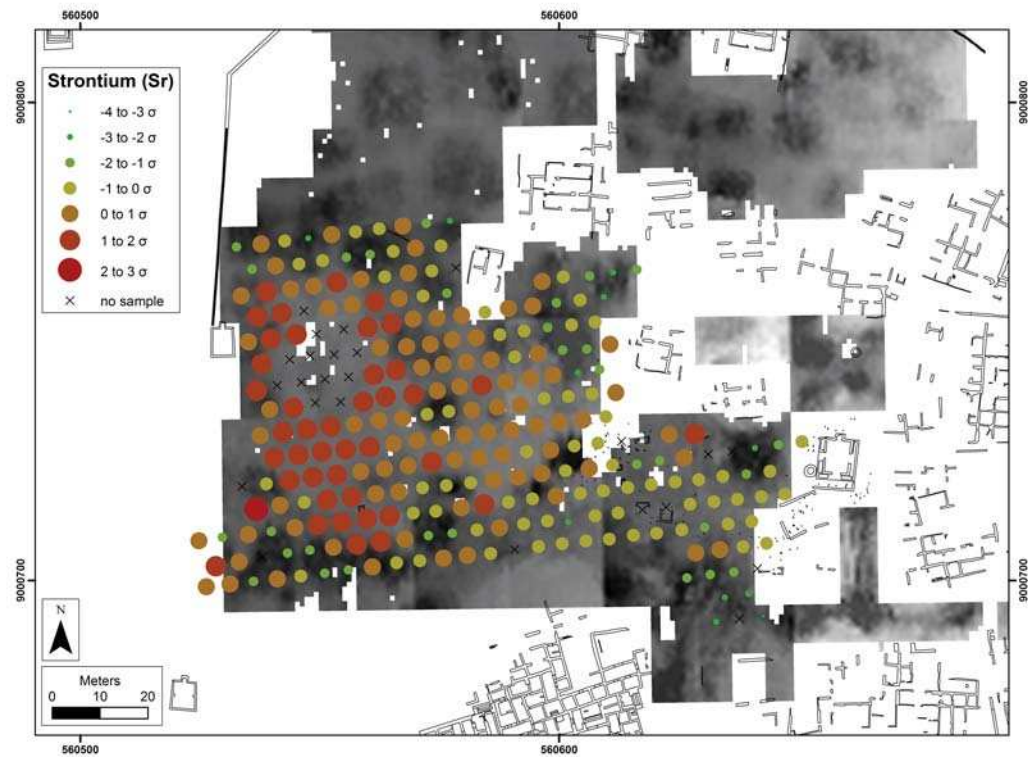 560500
560600
9000800
9000800
Strontium (Sr)
-4 to -3 σ
-3 to -2 σ
-2 to -1 σ
-1 to 0 σ
0 to 1 σ
1 to 2 σ
2 to 3 σ
no sample
9000700
9000700
N
Meters
0 10 20
560500
560600